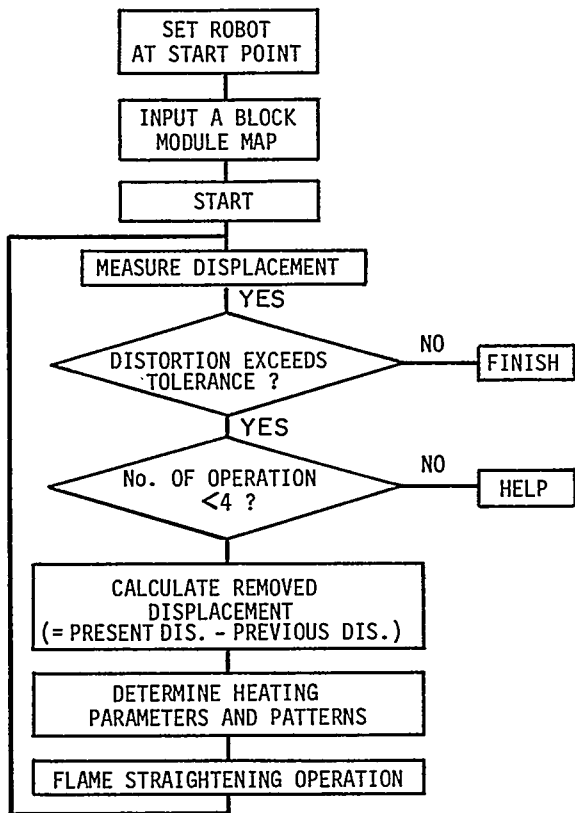 SET ROBOT
AT START POINT
INPUT A BLOCK
MODULE MAP
START
MEASURE DISPLACEMENT
YES
DISTORTION EXCEEDS
TOLERANCE ?
NO
FINISH
YES
No. OF OPERATION
<4 ?
NO
HELP
CALCULATE REMOVED
DISPLACEMENT
(= PRESENT DIS. - PREVIOUS DIS.)
DETERMINE HEATING
PARAMETERS AND PATTERNS
FLAME STRAIGHTENING OPERATION